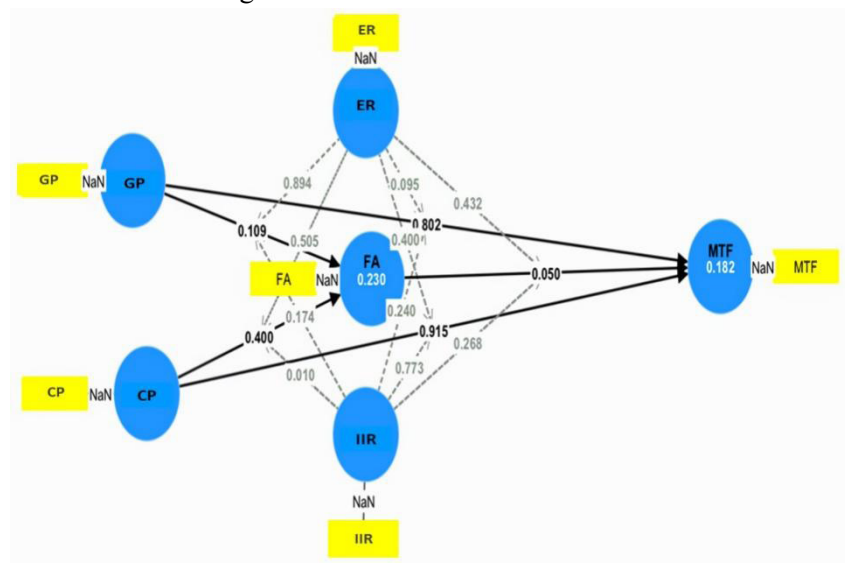 ER
NaN
ER
GP
NaN
GP
0.894
0.095
0.432
0.802
0.109
0.505
0.400
FA
0.230
FA
NaN
MTF
0.182
NaN
MTF
0.050
0.174
0.240
0.400
0.915
0.268
0.010
0.773
CP
NaN
CP
IIR
NaN
IIR